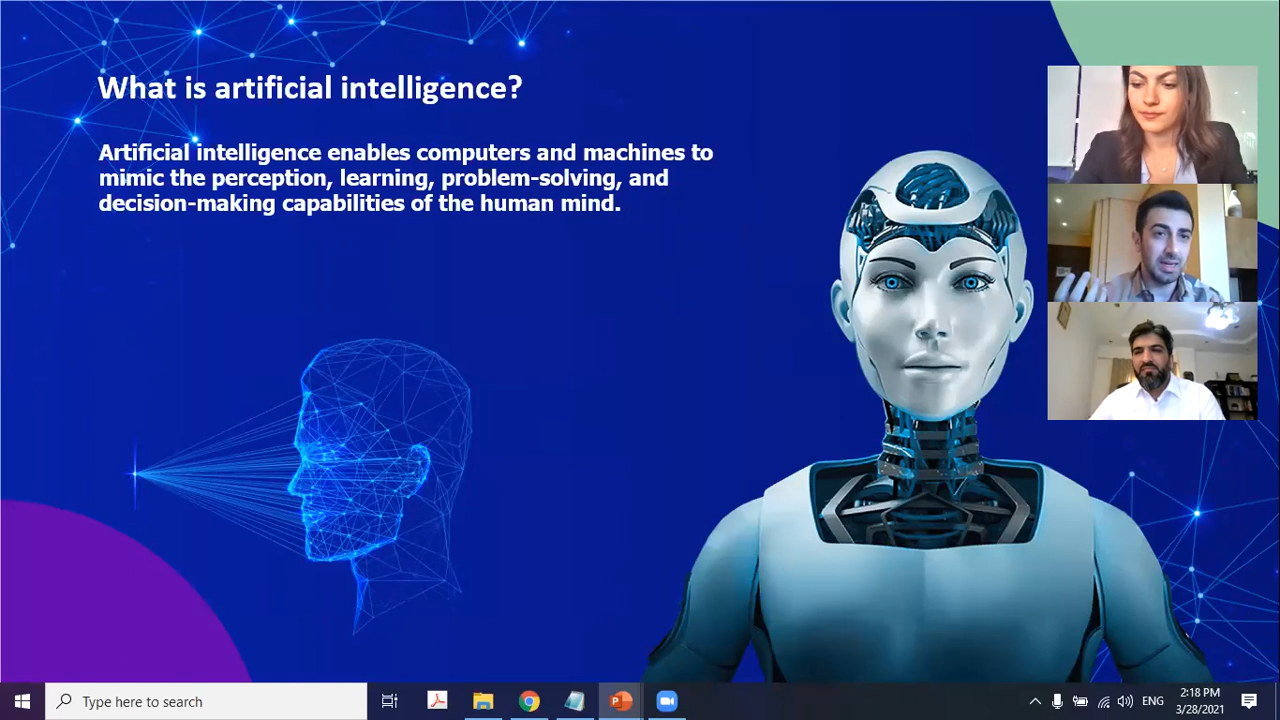 What is artificial intelligence?
Artificial intelligence enables computers and machines to
mimic the perception, learning, problem-solving, and
decision-making capabilities of the human mind.
Type here to search
ENG
2:18 PM
3/28/2021